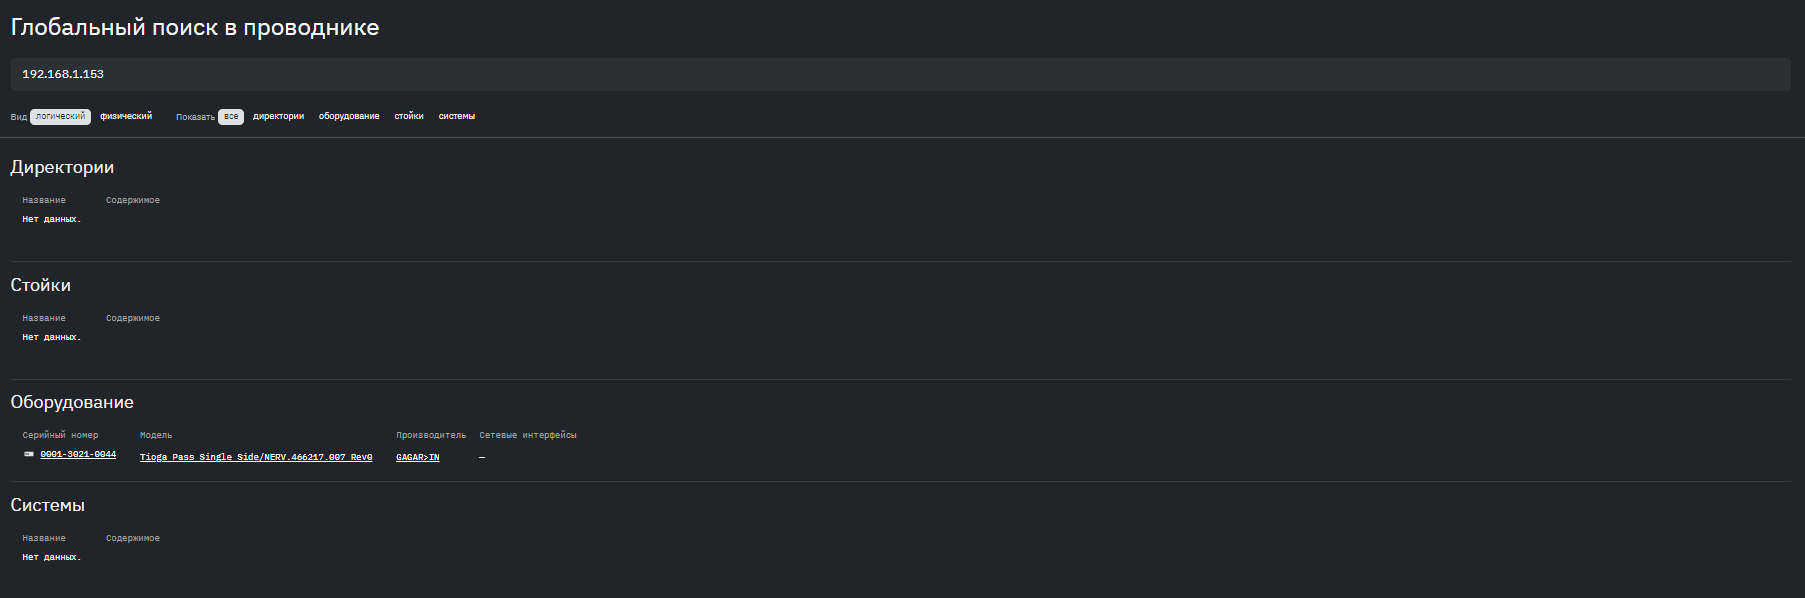 Глобальный поиск в проводнике
192.168.1.153
Вид логический физический Показать все директории оборудование стойки системы
Директории
Название Содержимое
Нет данных.
Стойки
Название Содержимое
Нет данных.
Оборудование
Серийный номер Модель Производитель Сетевые интерфейсы
0001-3021-0044 Tioga Pass Single Side/NERV.466217.007 Rev0 GAGAR>IN —
Системы
Название Содержимое
Нет данных.